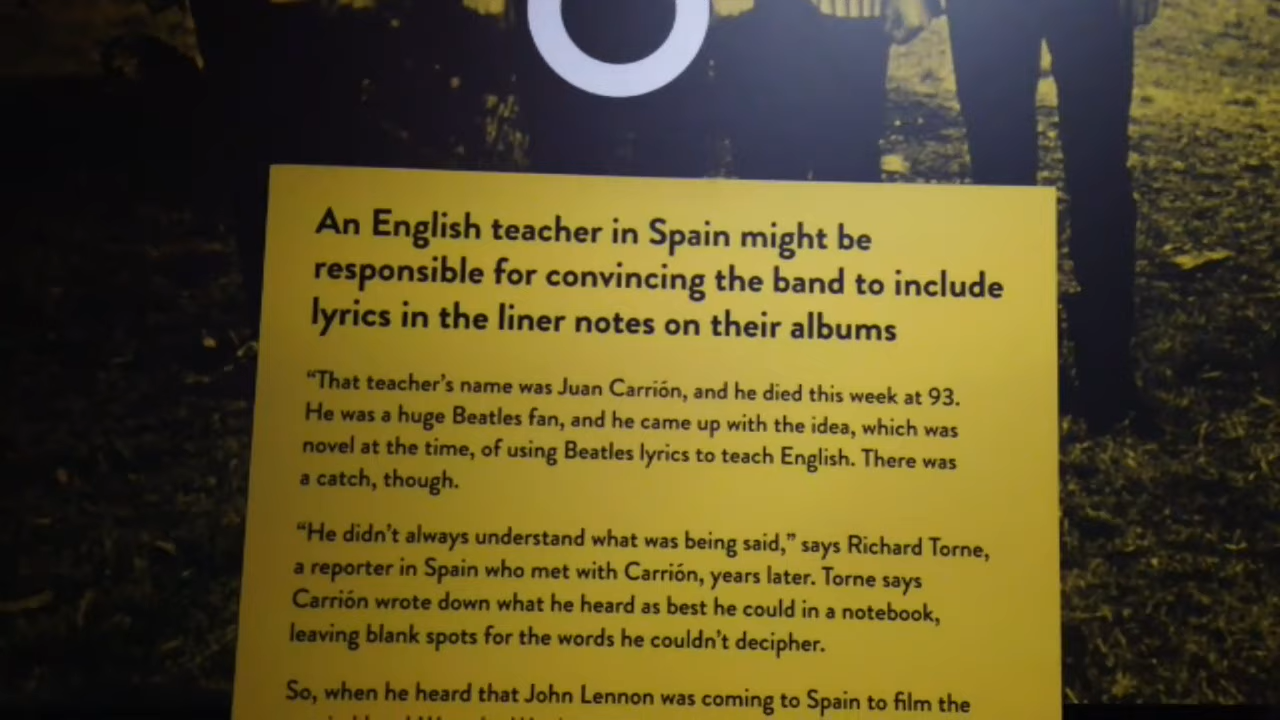 An English teacher in Spain might be
responsible for convincing the band to include
lyrics in the liner notes on their albums
“That teacher’s name was Juan Carrión, and he died this week at 93.
He was a huge Beatles fan, and he came up with the idea, which was
novel at the time, of using Beatles lyrics to teach English. There was
a catch, though.
“He didn’t always understand what was being said,” says Richard Torne,
a reporter in Spain who met with Carrión, years later. Torne says
Carrión wrote down what he heard as best he could in a notebook,
leaving blank spots for the words he couldn’t decipher.
So, when he heard that John Lennon was coming to Spain to film the